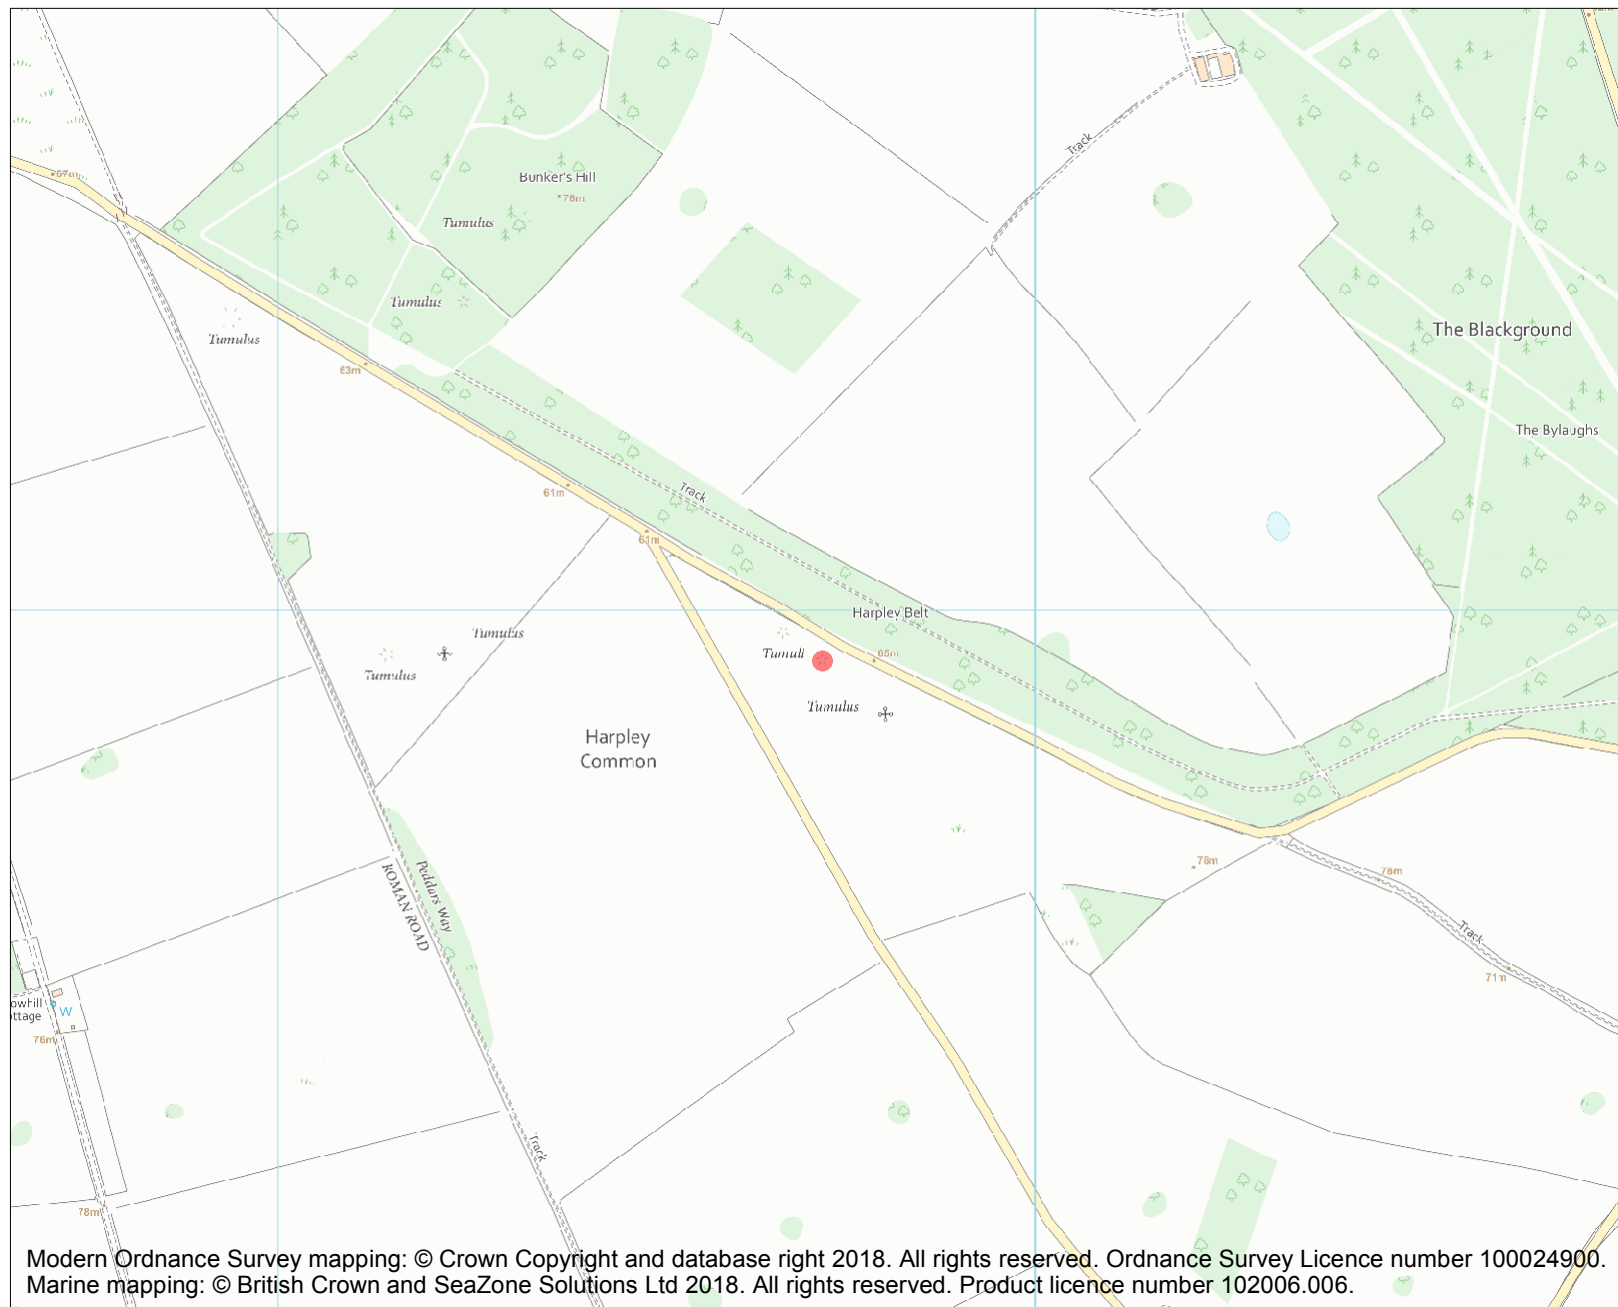 Track
67m
Bunker's Hill
78m
Tumulus
Tumulus
Tumulus
The Blackground
63m
The Bylaughs
61m
Track
61m
Harpley Belt
Tumulus
Tumuli
65m
Tumulus
Tumulus
Harpley
Common
78m
78m
Peddars Way
ROMAN ROAD
Track
71m
owhill
ottage
W
76m
Track
78m
Modern Ordnance Survey mapping: © Crown Copyright and database right 2018. All rights reserved. Ordnance Survey Licence number 100024900.
Marine mapping: © British Crown and SeaZone Solutions Ltd 2018. All rights reserved. Product licence number 102006.006.